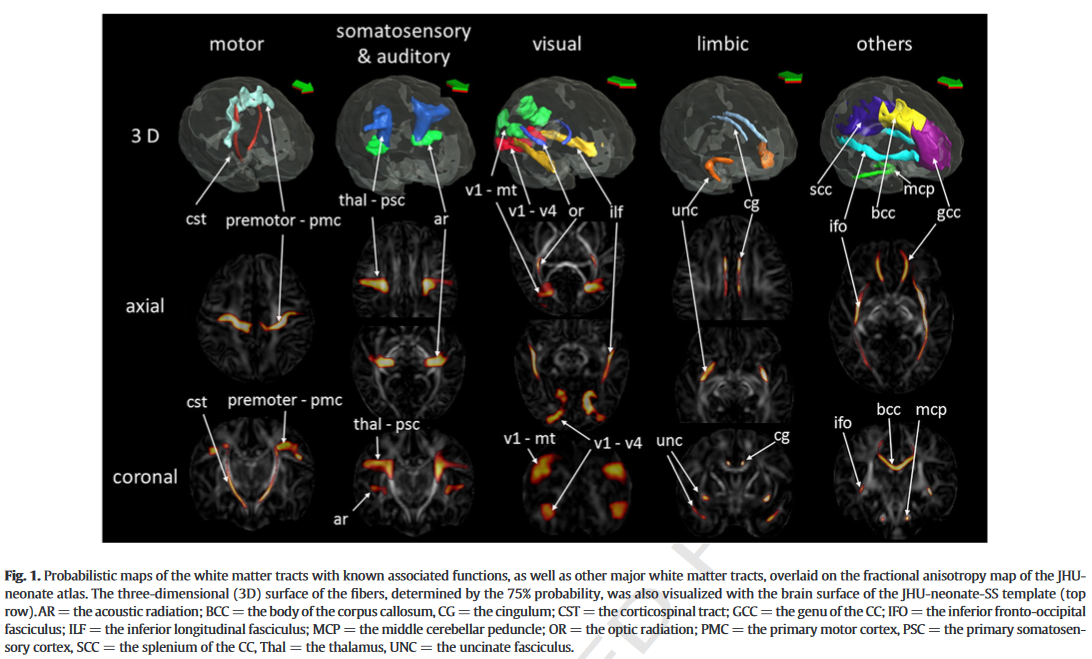 motor
somatosensory
& auditory
visual
limbic
others
3 D
cst
premotor - pmc
thal - psc
ar
v1 - mt
v1 - v4
or
ilf
unc
cg
scc
ifo
bcc
mcp
gcc
axial
cst
premoter - pmc
thal - psc
v1 - mt
v1 - v4
unc
cg
ifo
bcc
mcp
coronal
ar
Fig. 1. Probabilistic maps of the white matter tracts with known associated functions, as well as other major white matter tracts, overlaid on the fractional anisotropy map of the JHU-
neonate atlas. The three-dimensional (3D) surface of the fibers, determined by the 75% probability, was also visualized with the brain surface of the JHU-neonate-SS template (top
row).AR = the acoustic radiation; BCC = the body of the corpus callosum, CG = the cingulum; CST = the corticospinal tract; GCC = the genu of the CC; IFO = the inferior fronto-occipital
fasciculus; ILF = the inferior longitudinal fasciculus; MCP = the middle cerebellar peduncle; OR = the optic radiation; PMC = the primary motor cortex, PSC = the primary somatosen-
sory cortex, SCC = the splenium of the CC, Thal = the thalamus, UNC = the uncinate fasciculus.